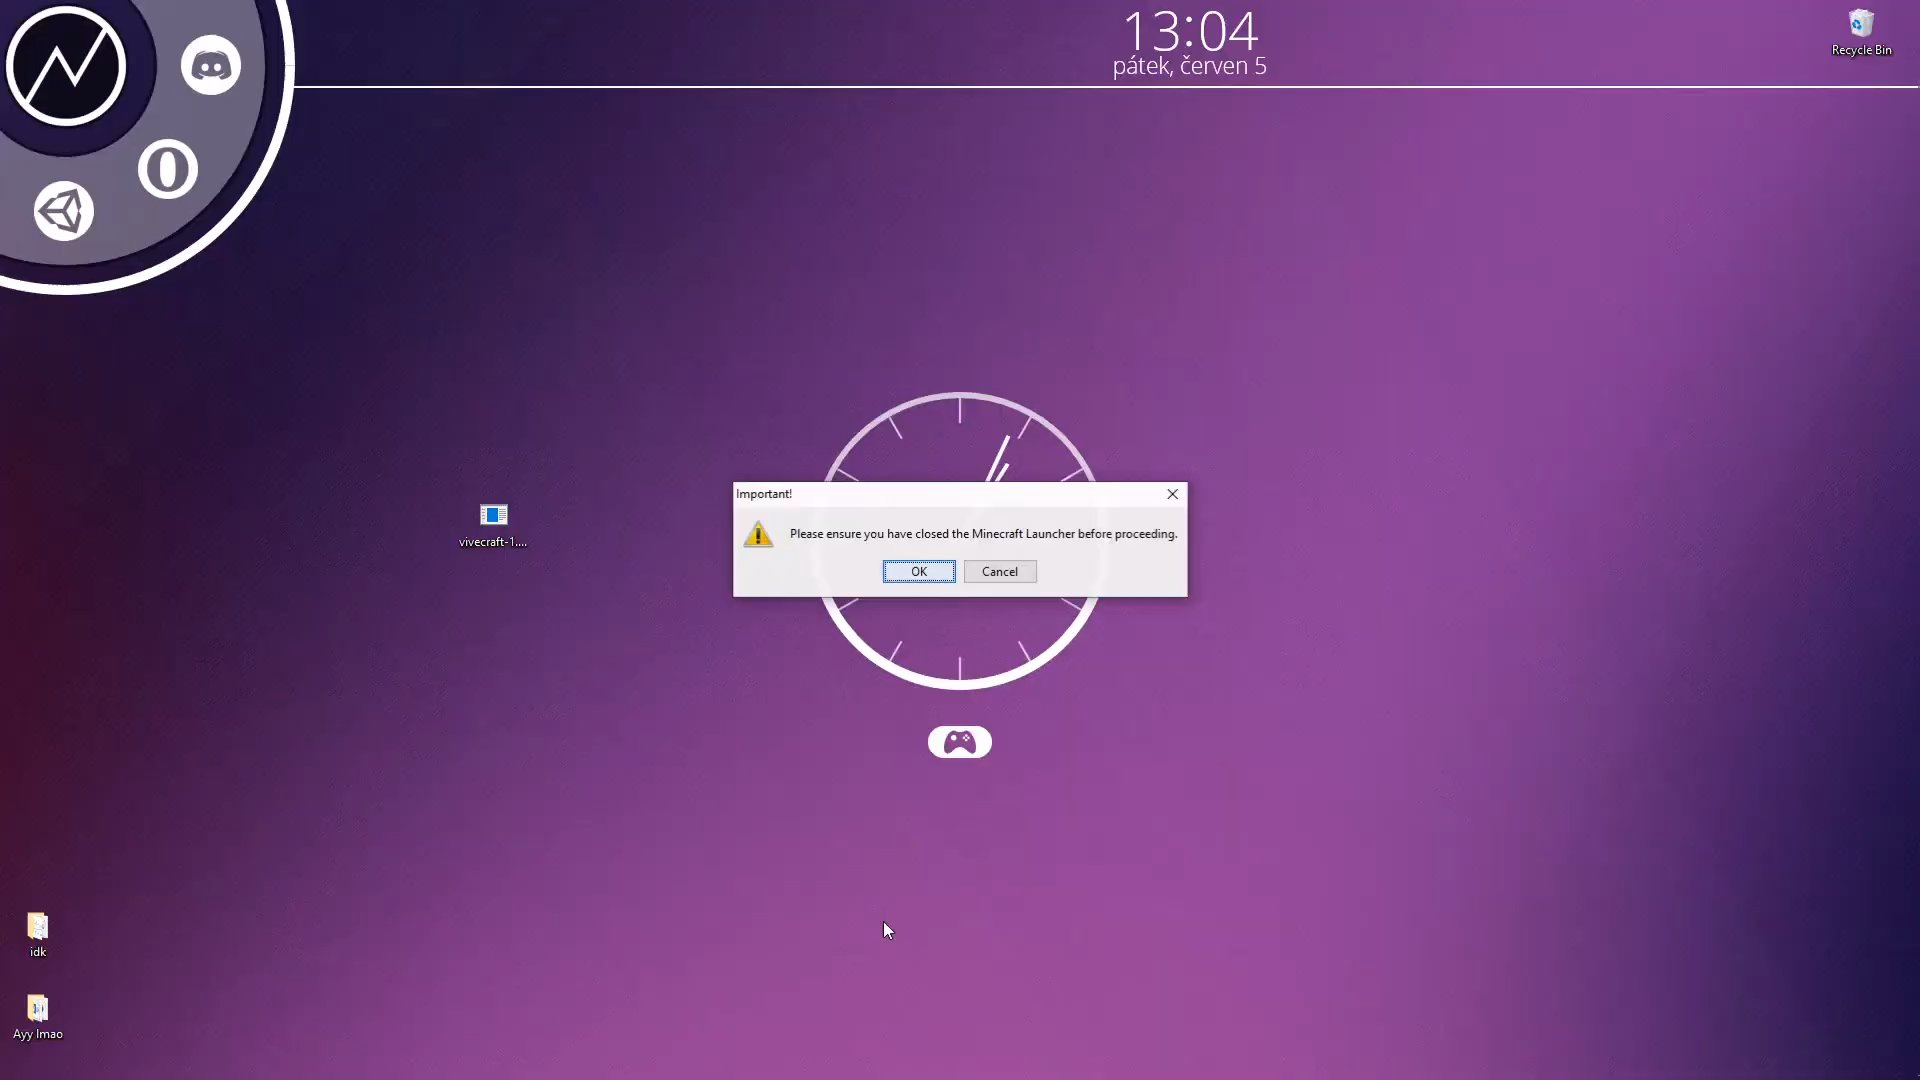 13:04
pátek, červen 5
Recycle Bin
Important!
Please ensure you have closed the Minecraft Launcher before proceeding.
OK
Cancel
vivecraft-1....
idk
Ayy lmao